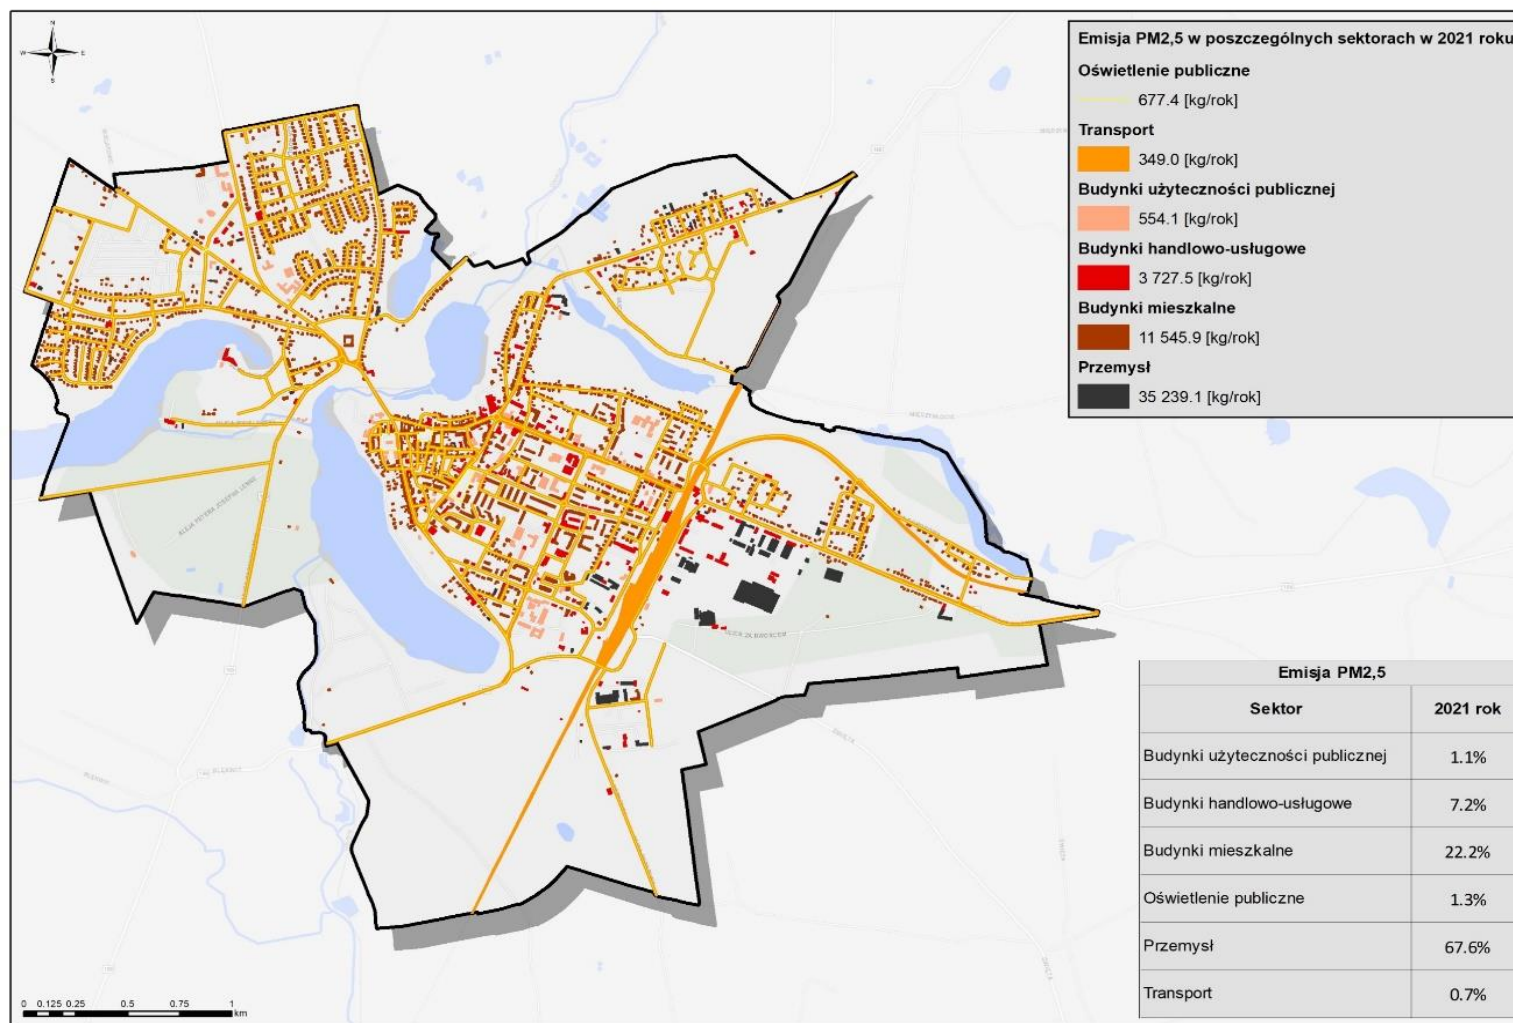 N
W E
S
Emisja PM2,5 w poszczególnych sektorach w 2021 roku
Oświetlenie publiczne
677.4 [kg/rok]
Transport
349.0 [kg/rok]
Budynki użyteczności publicznej
554.1 [kg/rok]
Budynki handlowo-usługowe
3 727.5 [kg/rok]
Budynki mieszkalne
11 545.9 [kg/rok]
Przemysł
35 239.1 [kg/rok]
Emisja PM2,5
Sektor 2021 rok
Budynki użyteczności publicznej 1.1%
Budynki handlowo-usługowe 7.2%
Budynki mieszkalne 22.2%
Oświetlenie publiczne 1.3%
Przemysł 67.6%
Transport 0.7%
0 0.125 0.25 0.5 0.75 1
km